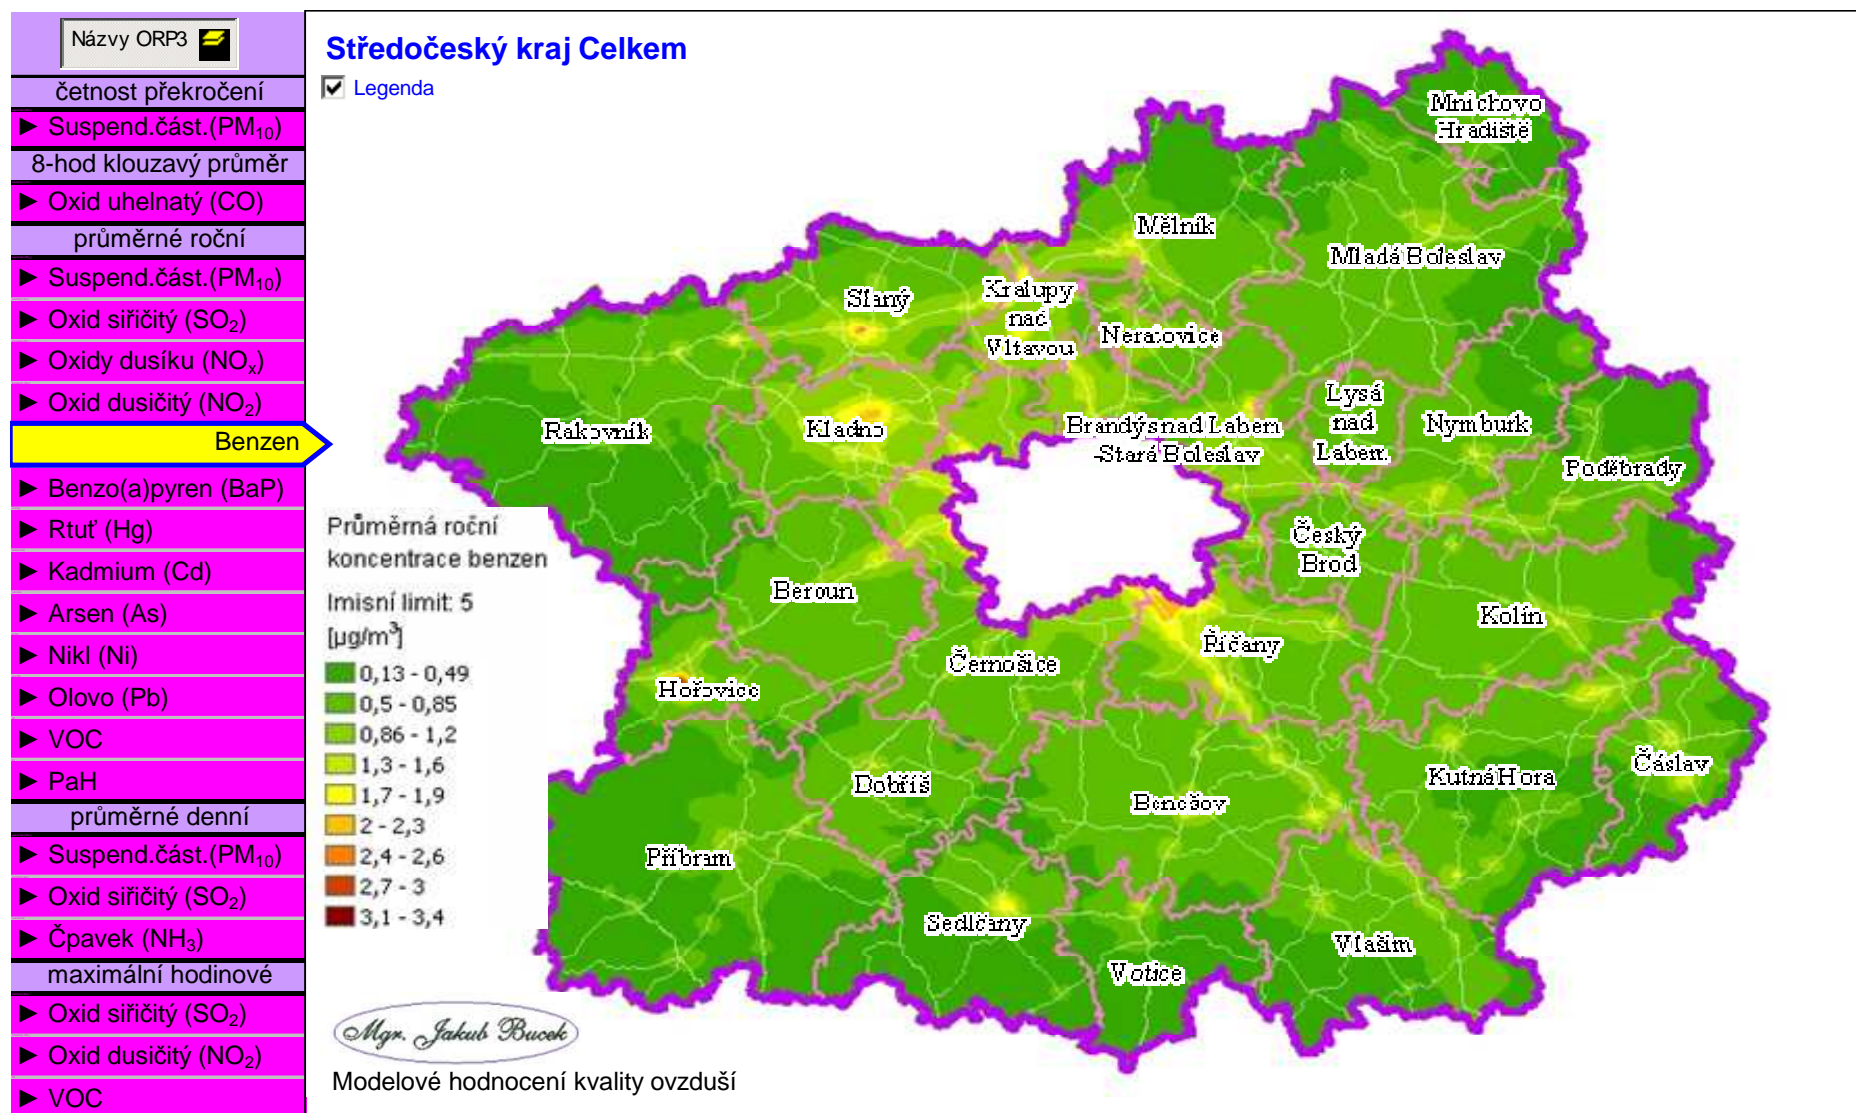 Názvy ORP3
četnost překročení
► Suspend.část.(PM10)
8-hod klouzavý průměr
► Oxid uhelnatý (CO)
průměrné roční
► Suspend.část.(PM10)
► Oxid siřičitý (SO2)
► Oxidy dusíku (NOx)
► Oxid dusičitý (NO2)
Benzen
► Benzo(a)pyren (BaP)
► Rtuť (Hg)
► Kadmium (Cd)
► Arsen (As)
► Nikl (Ni)
► Olovo (Pb)
► VOC
► PaH
průměrné denní
► Suspend.část.(PM10)
► Oxid siřičitý (SO2)
► Čpavek (NH3)
maximální hodinové
► Oxid siřičitý (SO2)
► Oxid dusičitý (NO2)
► VOC
Středočeský kraj Celkem
Legenda
Mnichovo
Hradiště
Mělník
Mladá Boleslav
Slaný
Kralupy
nad
Vltavou
Neratovice
Lysá
nad
Labem.
Rakovník
Kladno
Brandýs nad Labem
-Stará Boleslav
Nymburk
Poděbrady
Český
Brod
Beroun
Kolín
Říčany
Černošice
Hořovice
Dobříš
Benešov
Kutná Hora
Čáslav
Příbram
Sedlčany
Votice
Vlašim
Průměrná roční
koncentrace benzen
Imisní limit: 5
[µg/m³]
0,13 - 0,49
0,5 - 0,85
0,86 - 1,2
1,3 - 1,6
1,7 - 1,9
2 - 2,3
2,4 - 2,6
2,7 - 3
3,1 - 3,4
Mgr. Jakub Bucek
Modelové hodnocení kvality ovzduší